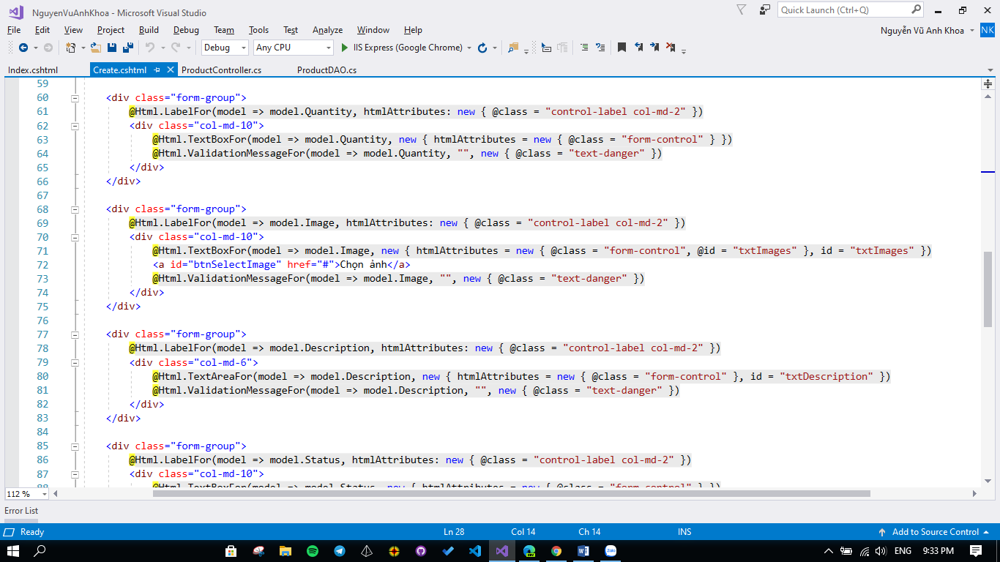 NguyenVuAnhKhoa - Microsoft Visual Studio
Quick Launch (Ctrl+Q)
File Edit View Project Build Debug Team Tools Test Analyze Window Help
Nguyễn Vũ Anh Khoa NK
Debug Any CPU IIS Express (Google Chrome)
Index.cshtml Create.cshtml ProductController.cs ProductDAO.cs
59
60 <div class="form-group">
61 @Html.LabelFor(model => model.Quantity, htmlAttributes: new { @class = "control-label col-md-2" })
62 <div class="col-md-10">
63 @Html.TextBoxFor(model => model.Quantity, new { htmlAttributes = new { @class = "form-control" } })
64 @Html.ValidationMessageFor(model => model.Quantity, "", new { @class = "text-danger" })
65 </div>
66 </div>
67
68 <div class="form-group">
69 @Html.LabelFor(model => model.Image, htmlAttributes: new { @class = "control-label col-md-2" })
70 <div class="col-md-10">
71 @Html.TextBoxFor(model => model.Image, new { htmlAttributes = new { @class = "form-control", @id = "txtImages" }, id = "txtImages" })
72 <a id="btnSelectImage" href="#">Chọn ảnh</a>
73 @Html.ValidationMessageFor(model => model.Image, "", new { @class = "text-danger" })
74 </div>
75 </div>
76
77 <div class="form-group">
78 @Html.LabelFor(model => model.Description, htmlAttributes: new { @class = "control-label col-md-2" })
79 <div class="col-md-6">
80 @Html.TextAreaFor(model => model.Description, new { htmlAttributes = new { @class = "form-control" }, id = "txtDescription" })
81 @Html.ValidationMessageFor(model => model.Description, "", new { @class = "text-danger" })
82 </div>
83 </div>
84
85 <div class="form-group">
86 @Html.LabelFor(model => model.Status, htmlAttributes: new { @class = "control-label col-md-2" })
87 <div class="col-md-10">
88 @Html.TextBoxFor(model => model.Status, new { htmlAttributes = new { @class = "form-control" } })
112 %
Error List
Ready Ln 28 Col 14 Ch 14 INS Add to Source Control
ENG 9:33 PM